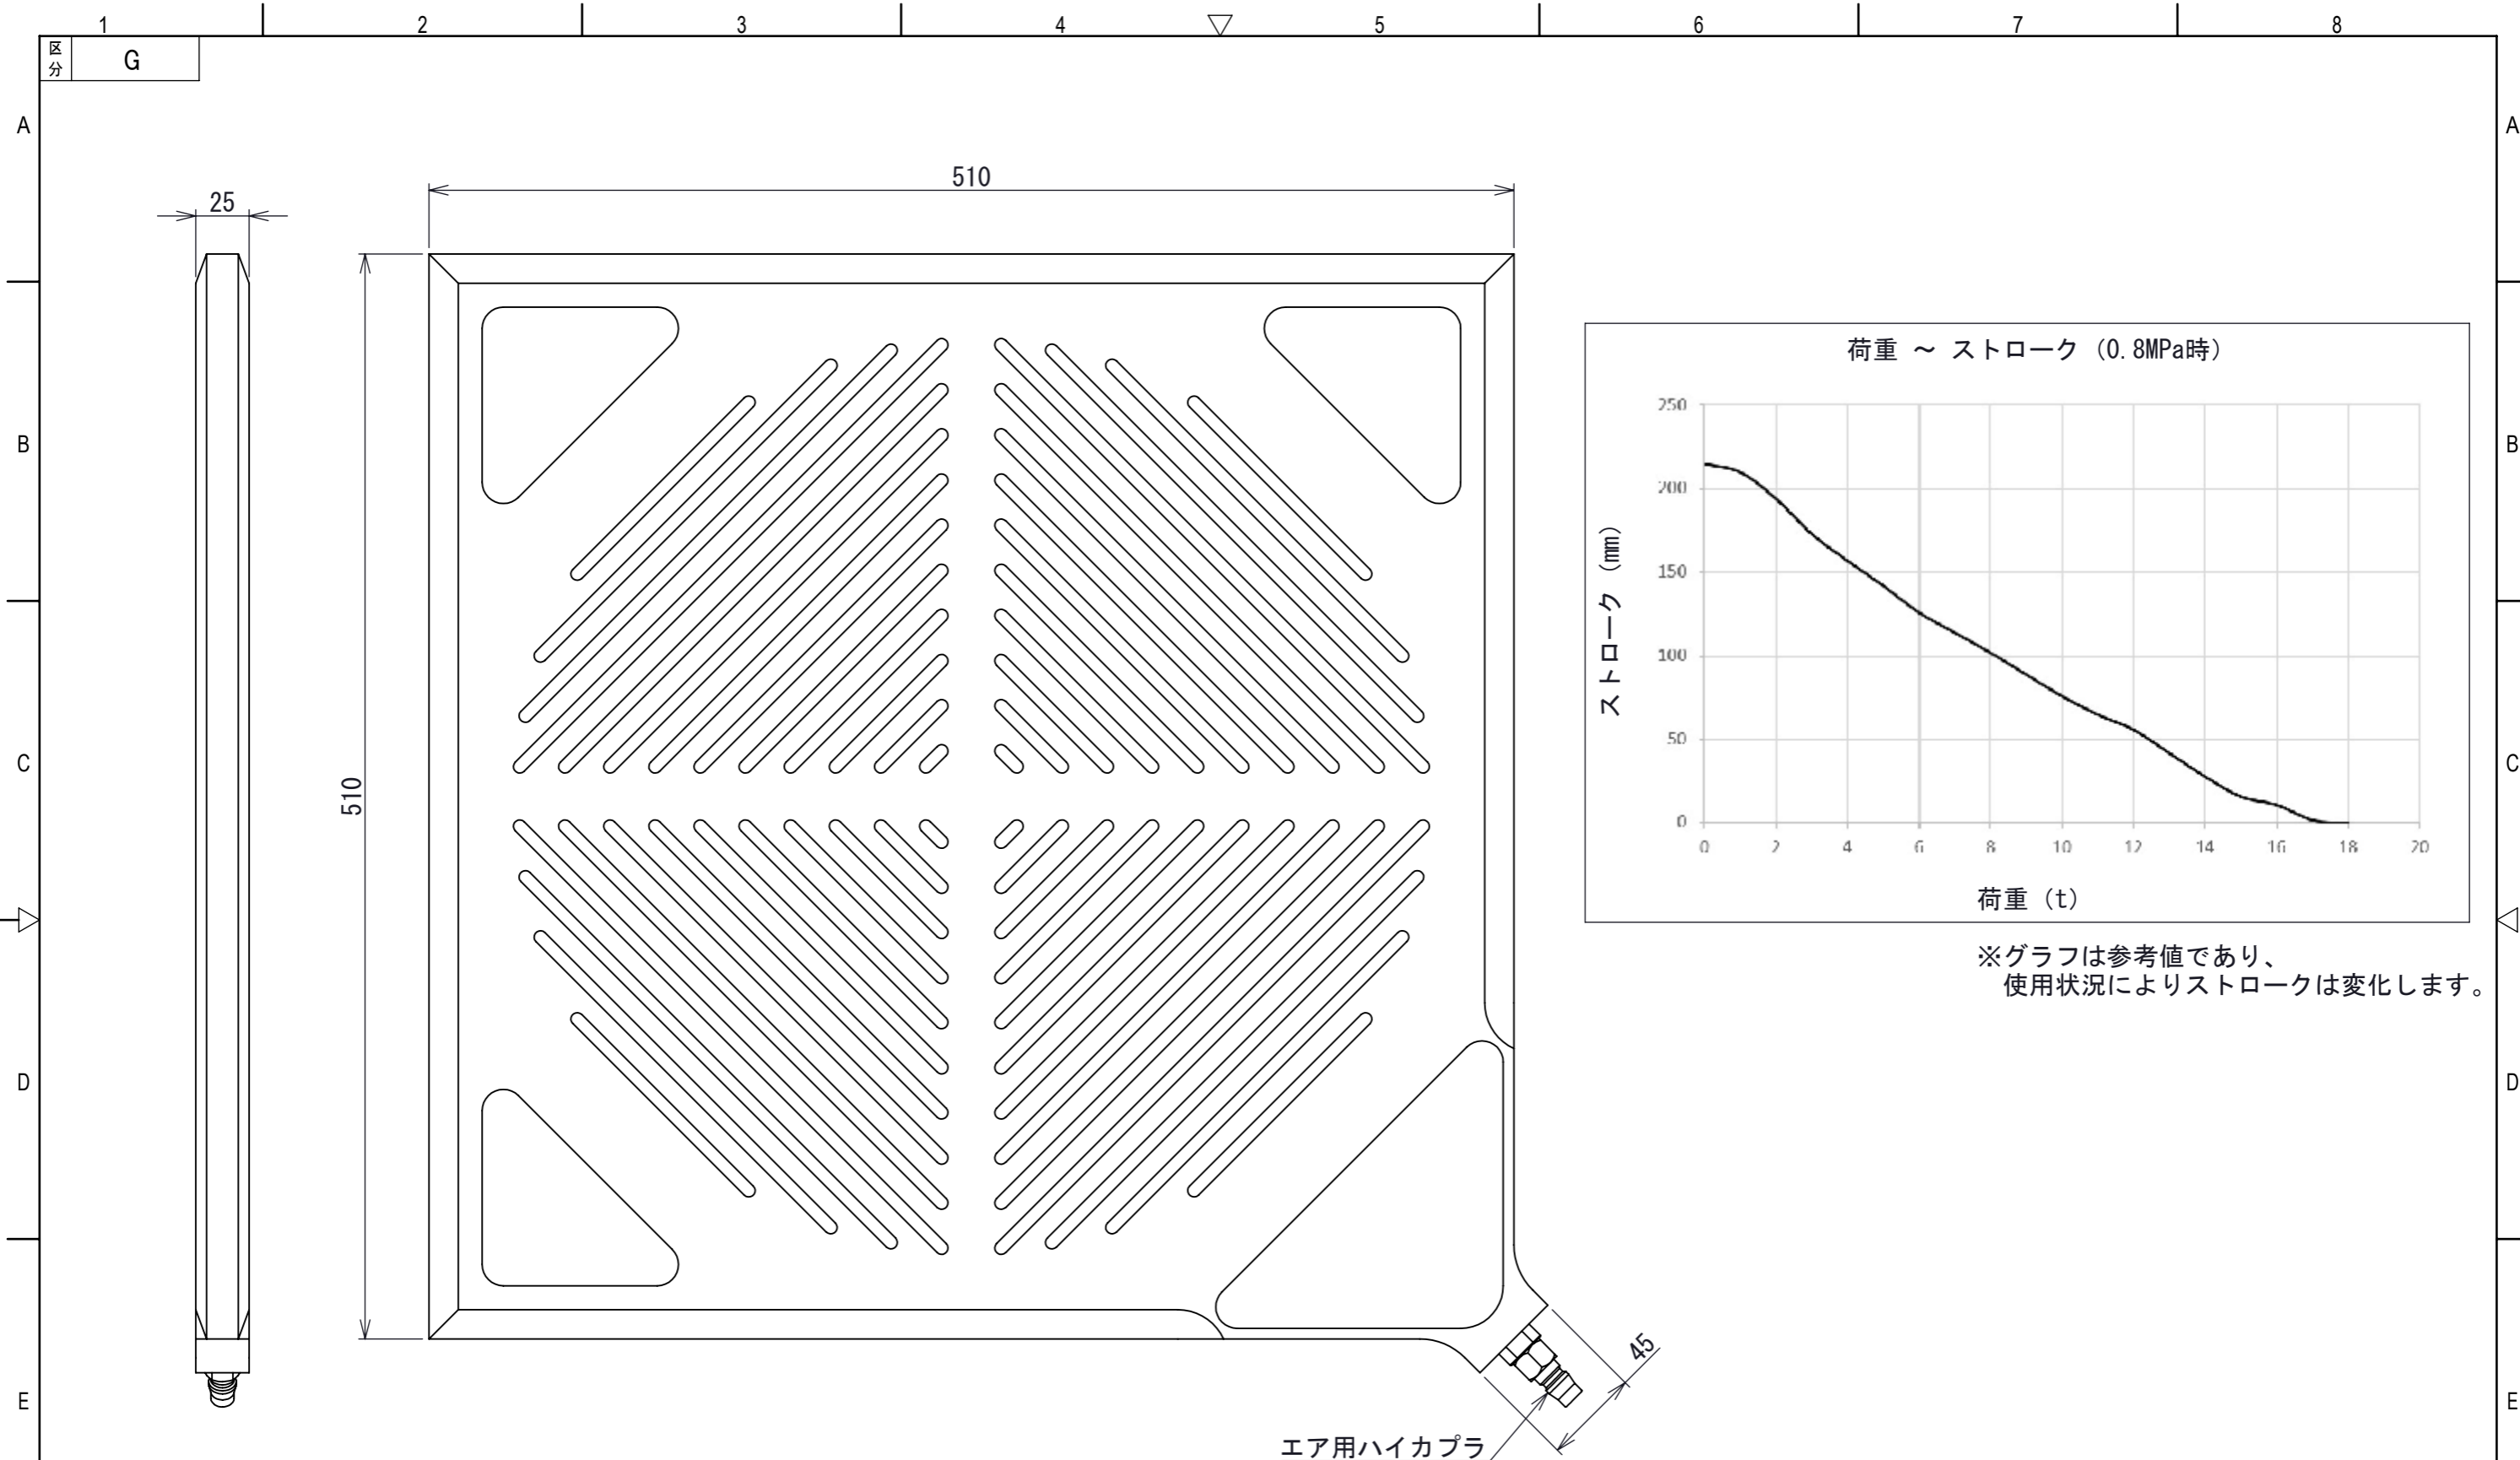 1 2 3 4 5 6 7 8
区分 G
A A
25
510
B B
荷重 ～ ストローク (0.8MPa時)
250
200
150
100
50
0
0 2 4 6 8 10 12 14 16 18 20
ストローク (mm)
荷重 (t)
C C
510
※グラフは参考値であり、
使用状況によりストロークは変化します。
D D
45
E E
エア用ハイカプラ